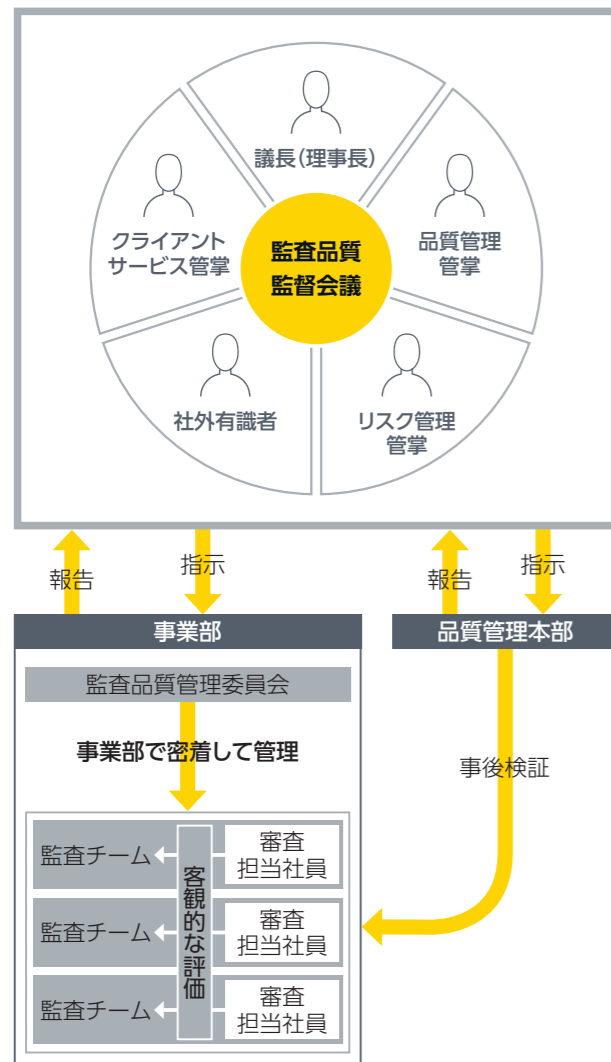 議長（理事長）
クライアント
サービス管掌
監査品質
監督会議
品質管理
管掌
社外有識者
リスク管理
管掌
報告
指示
報告
指示
事業部
品質管理本部
監査品質管理委員会
事業部で密着して管理
事後検証
監査チーム
客観的な評価
審査
担当社員
監査チーム
審査
担当社員
監査チーム
審査
担当社員